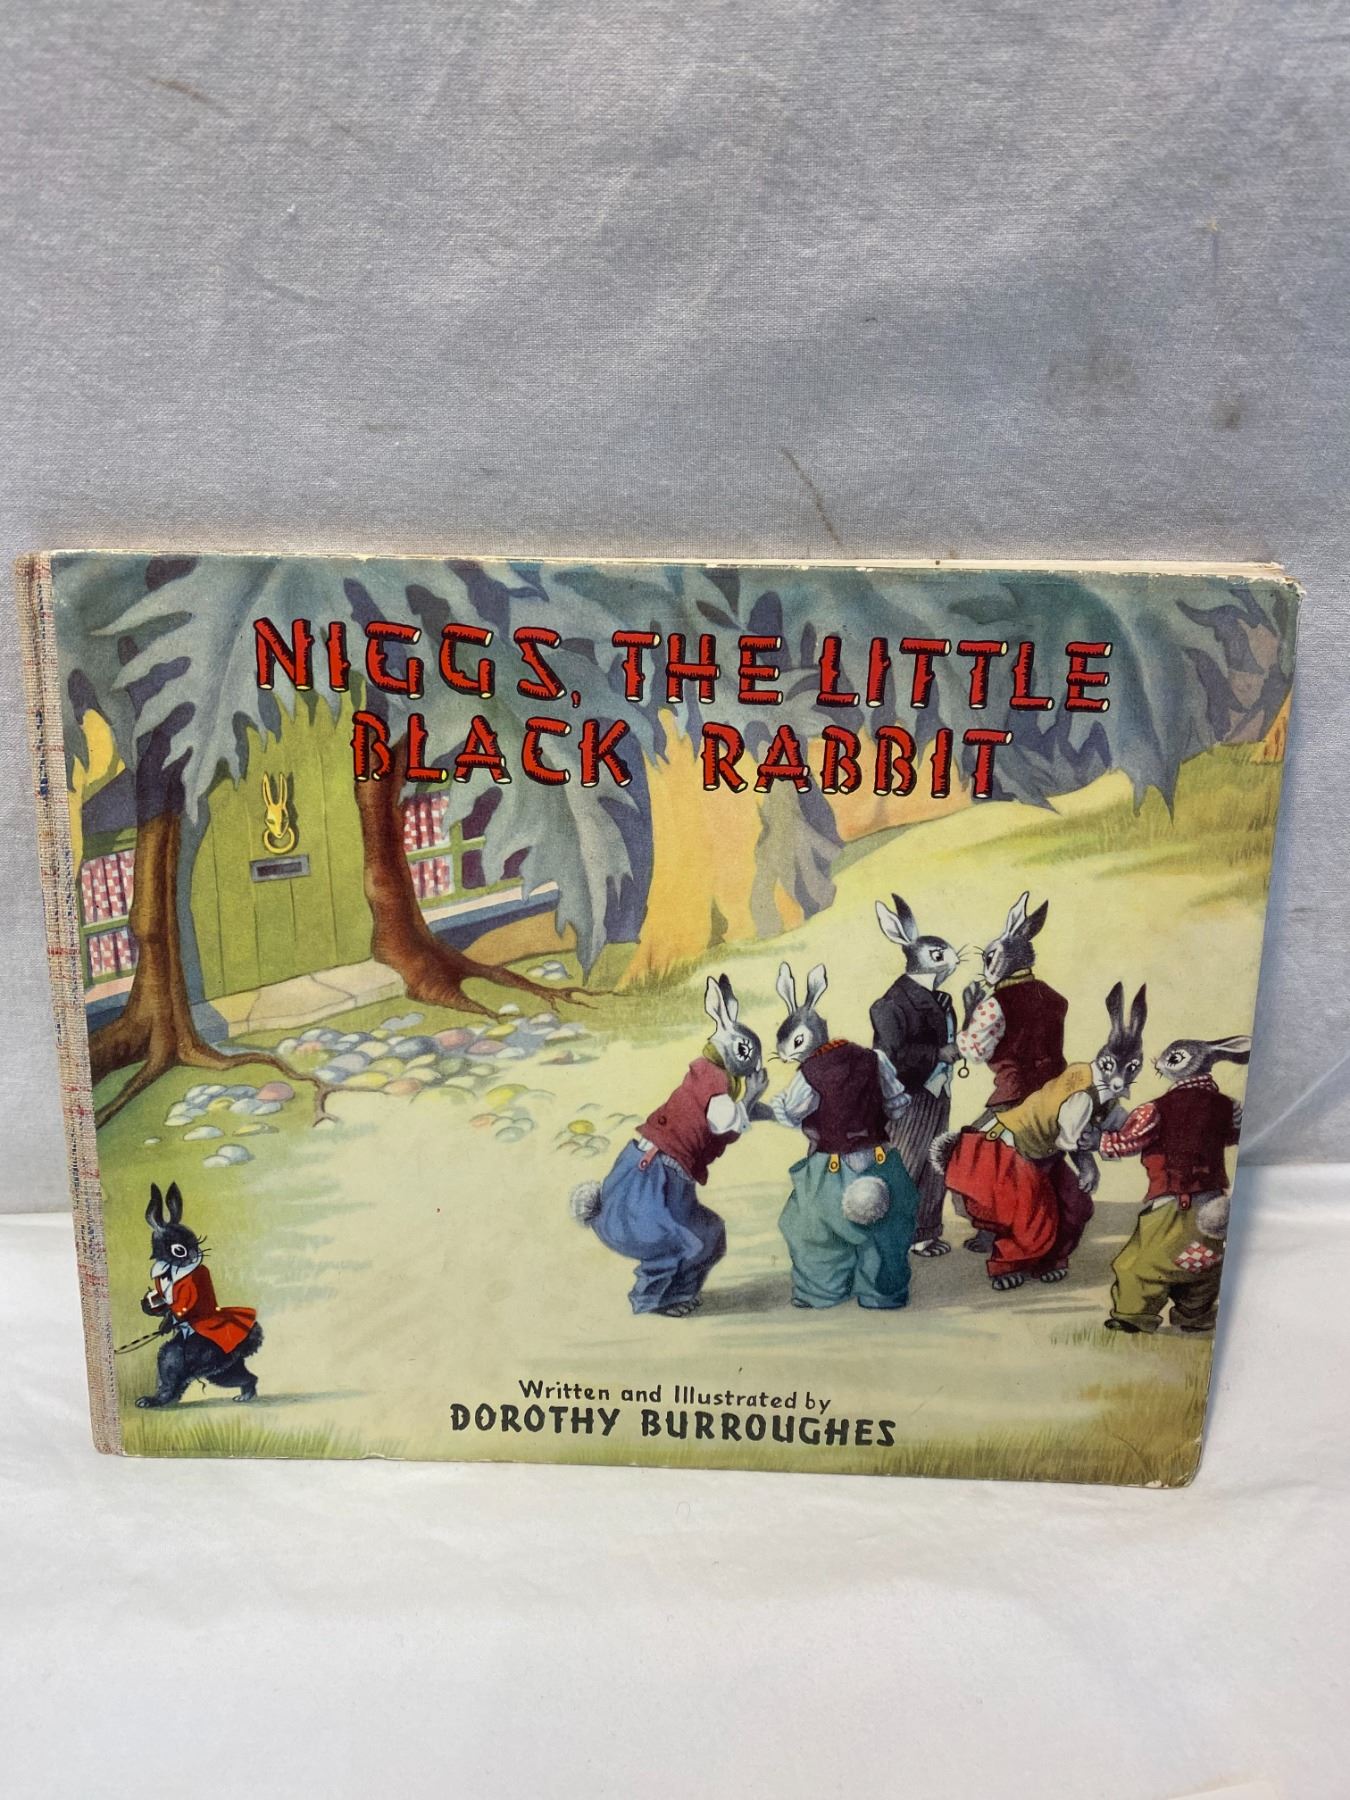 NIGGS, THE LITTLE
BLACK RABBIT
Written and Illustrated by
DOROTHY BURROUGHES